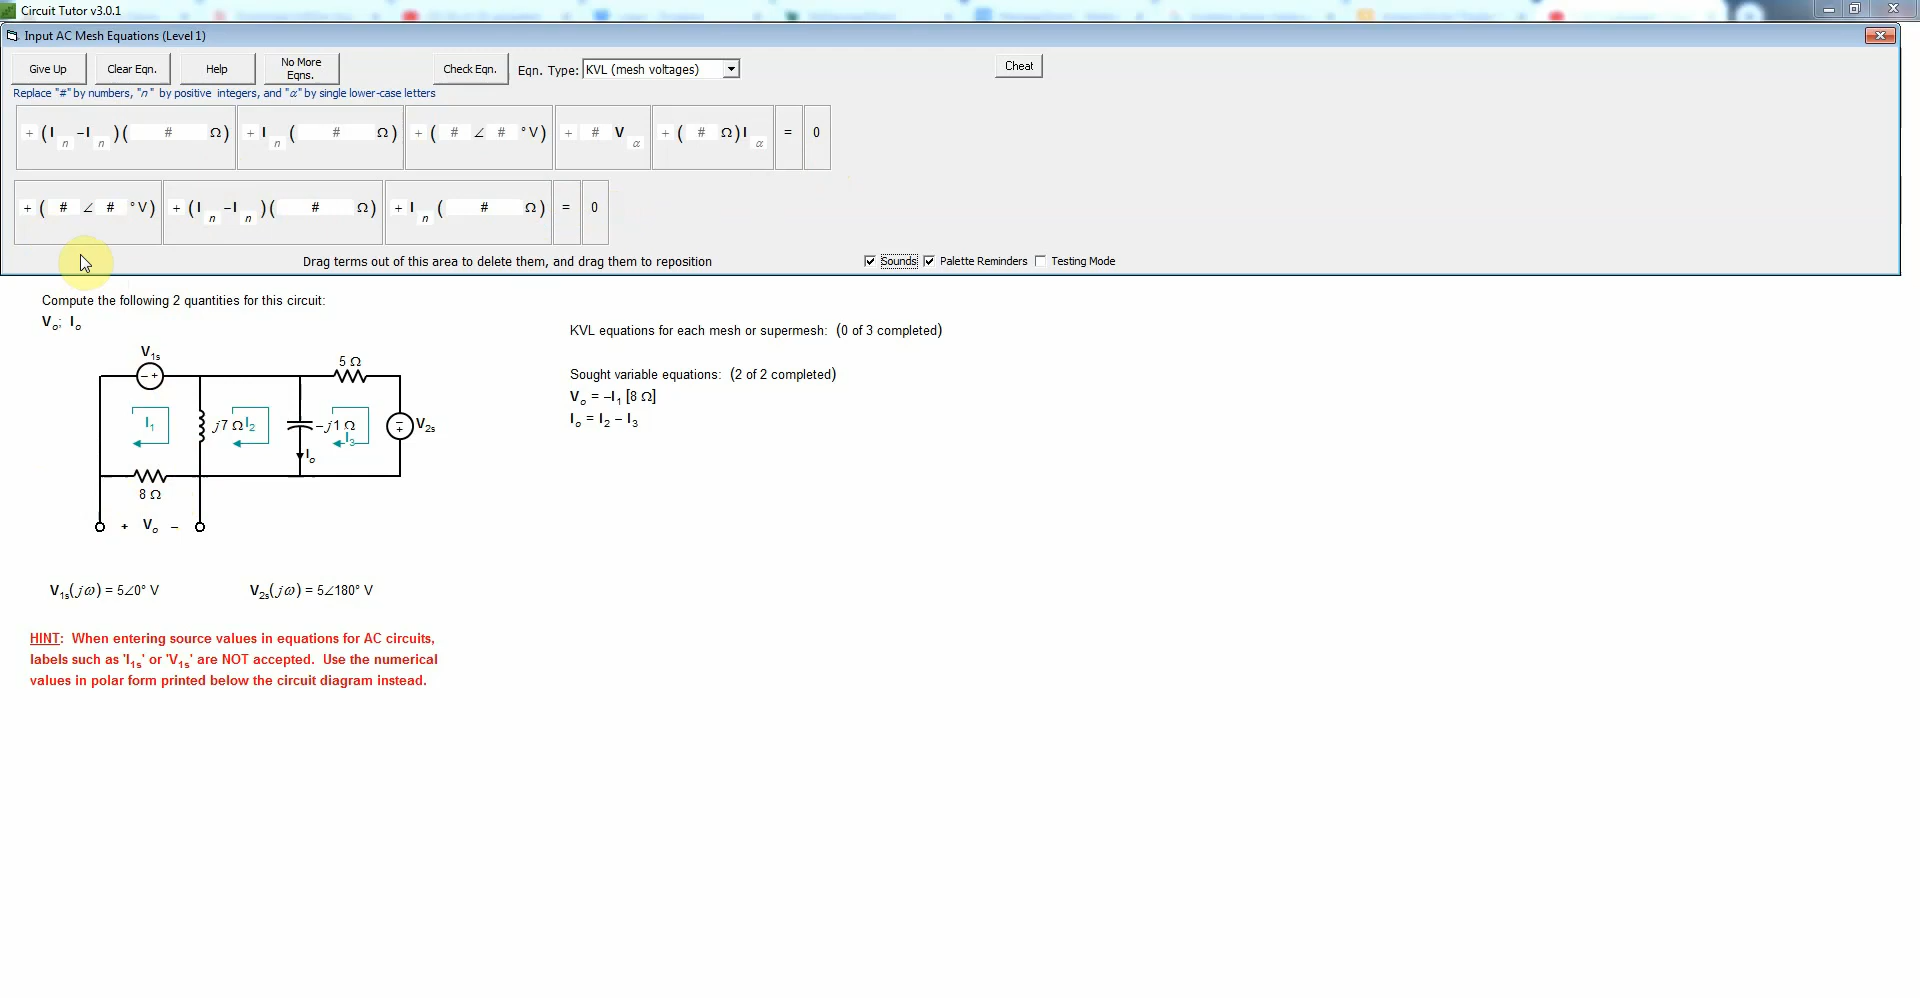 Circuit Tutor v3.0.1
Input AC Mesh Equations (Level 1)
Give Up Clear Eqn. Help No More Eqns. Check Eqn. Eqn. Type: KVL (mesh voltages) Cheat
Replace "#" by numbers, "n" by positive integers, and "α" by single lower-case letters
+ (I n −I n )( # Ω) + I n ( # Ω) + ( # ∠ # °V) + # V α + ( # Ω)I α = 0
+ ( # ∠ # °V) + (I n −I n )( # Ω) + I n ( # Ω) = 0
Drag terms out of this area to delete them, and drag them to reposition Sounds Palette Reminders Testing Mode
Compute the following 2 quantities for this circuit:
Vo; Io
KVL equations for each mesh or supermesh: (0 of 3 completed)
Sought variable equations: (2 of 2 completed)
Vo = −I1 [8 Ω]
Io = I2 − I3
V1s
5 Ω
− +
I1
j7 Ω
I2
−j1 Ω
I3
− +
V2s
Io
8 Ω
+ Vo −
V1s(jω) = 5∠0° V V2s(jω) = 5∠180° V
HINT: When entering source values in equations for AC circuits,
labels such as 'I1s' or 'V1s' are NOT accepted. Use the numerical
values in polar form printed below the circuit diagram instead.